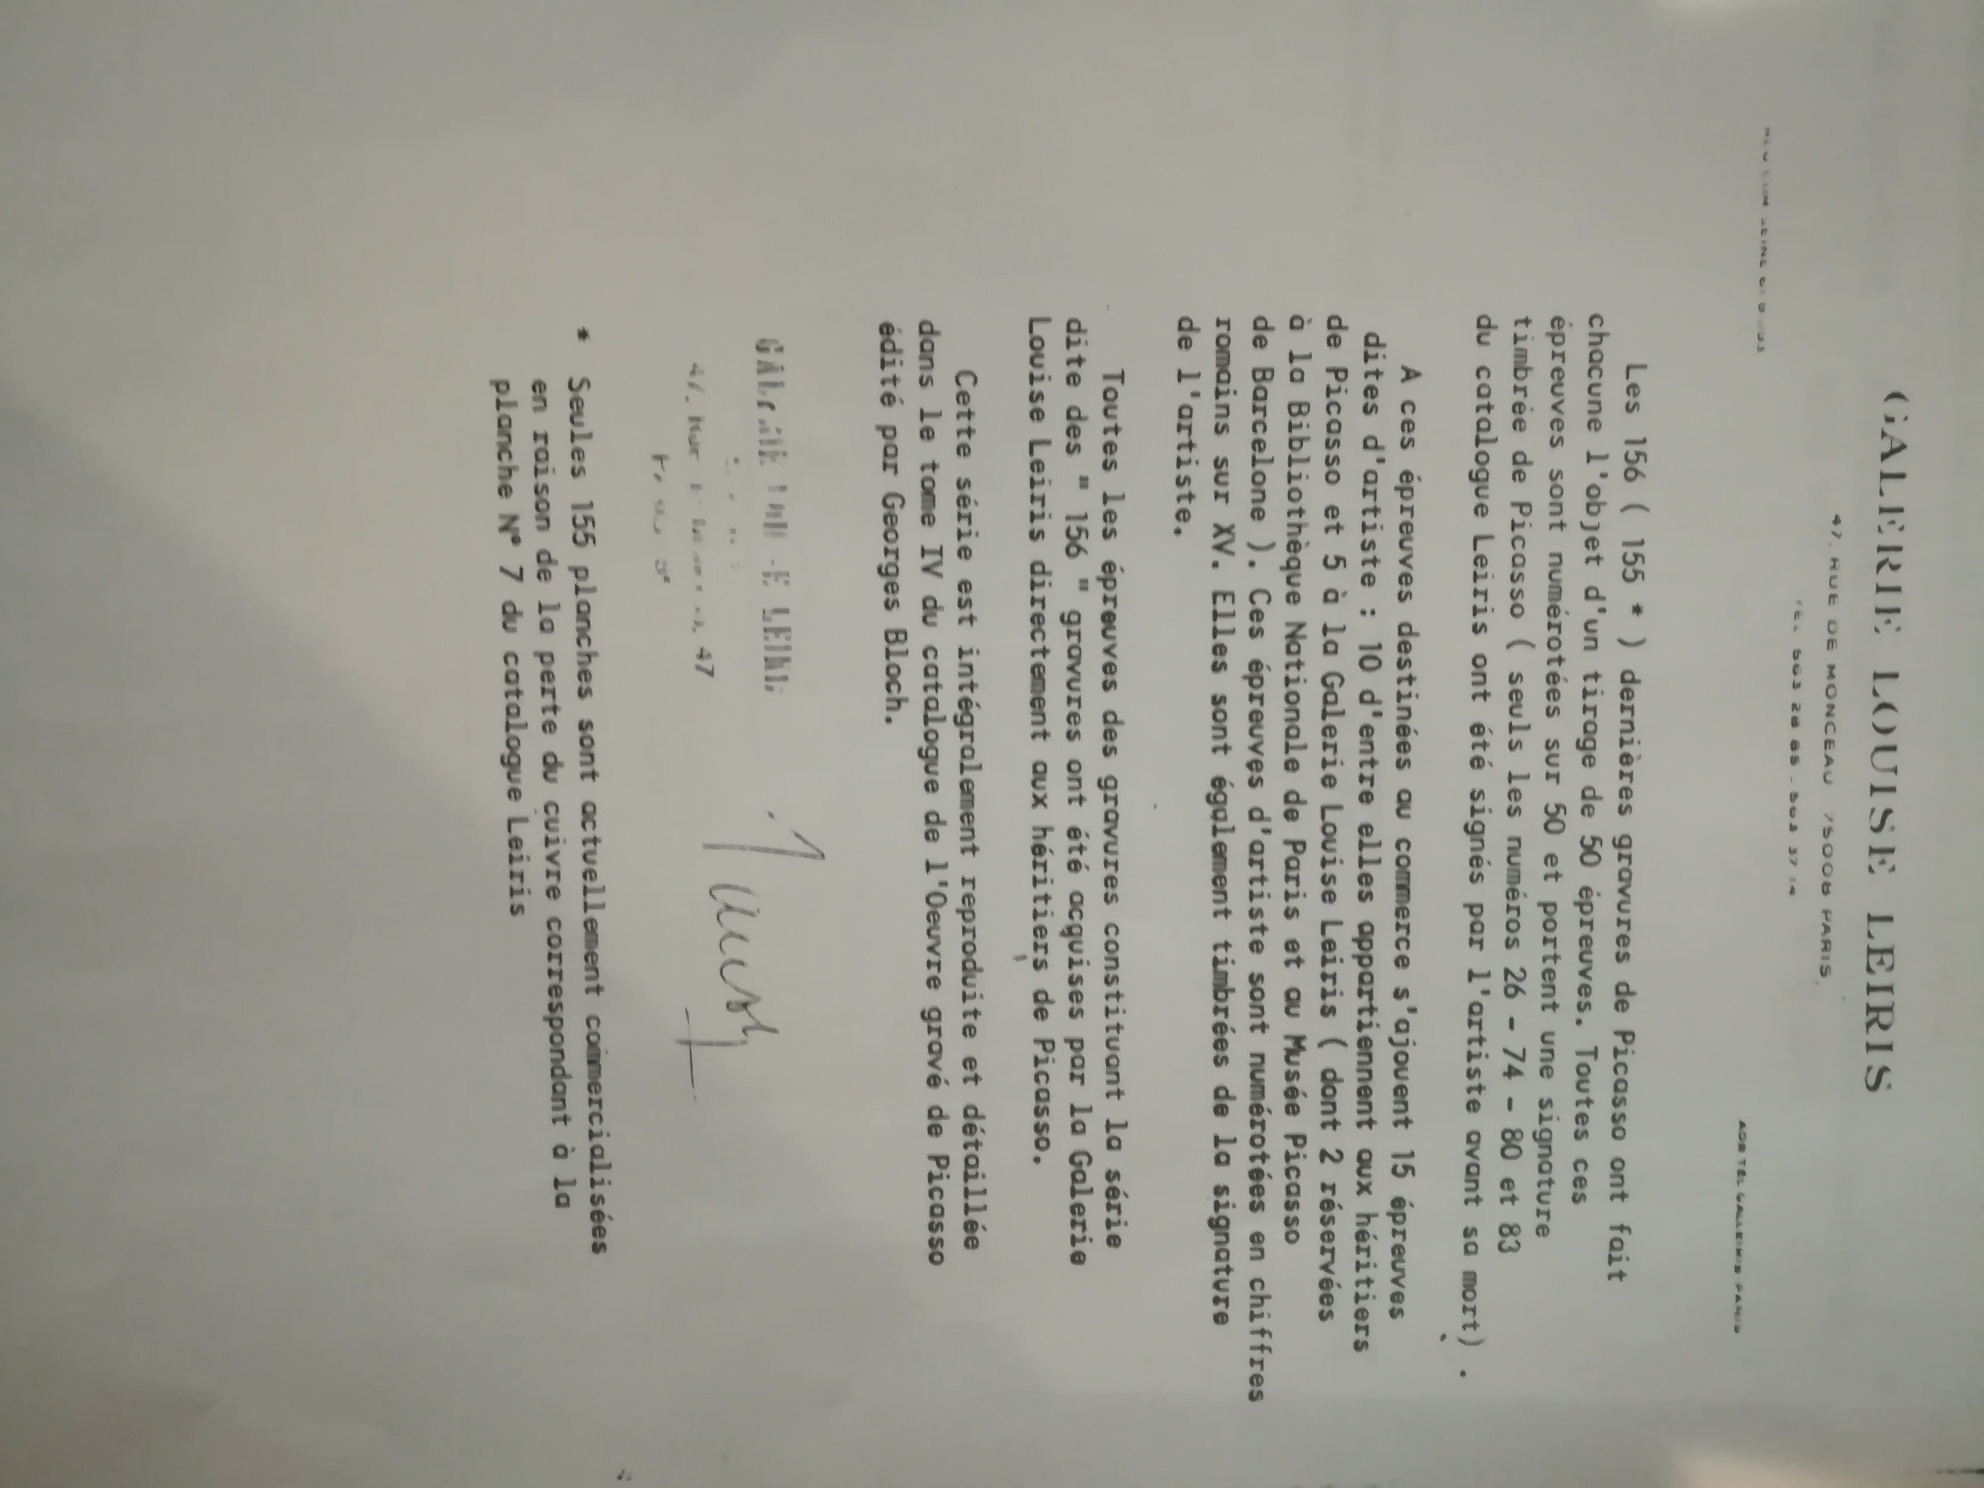 GALERIE LOUISE LEIRIS
47, RUE DE MONCEAU 75008 PARIS
TEL. 563 28 85 - 563 37 14
Les 156 ( 155 * ) dernières gravures de Picasso ont fait
chacune l'objet d'un tirage de 50 épreuves. Toutes ces
épreuves sont numérotées sur 50 et portent une signature
timbrée de Picasso ( seuls les numéros 26 - 74 - 80 et 83
du catalogue Leiris ont été signés par l'artiste avant sa mort) .
A ces épreuves destinées au commerce s'ajouent 15 épreuves
dites d'artiste : 10 d'entre elles appartiennent aux héritiers
de Picasso et 5 à la Galerie Louise Leiris ( dont 2 réservées
à la Bibliothèque Nationale de Paris et au Musée Picasso
de Barcelone ). Ces épreuves d'artiste sont numérotées en chiffres
romains sur XV. Elles sont également timbrées de la signature
de l'artiste.
Toutes les épreuves des gravures constituant la série
dite des " 156 " gravures ont été acquises par la Galerie
Louise Leiris directement aux héritiers de Picasso.
Cette série est intégralement reproduite et détaillée
dans le tome IV du catalogue de l'Oeuvre gravé de Picasso
édité par Georges Bloch.
47
* Seules 155 planches sont actuellement commercialisées
en raison de la perte du cuivre correspondant à la
planche N° 7 du catalogue Leiris